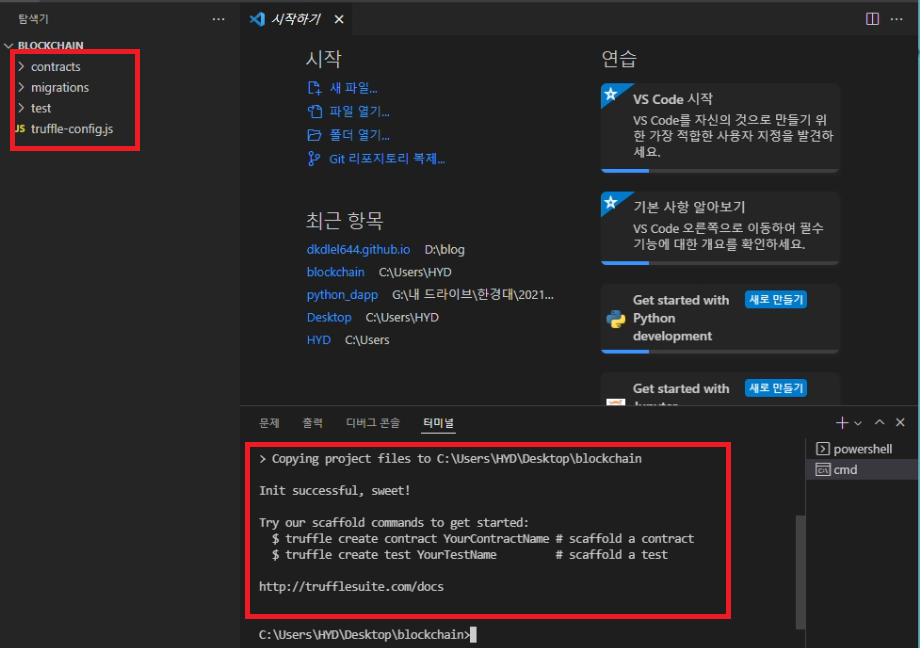 탐색기
···
시작하기 ×
···
BLOCKCHAIN
contracts
migrations
test
JS truffle-config.js
시작
새 파일...
파일 열기...
폴더 열기...
Git 리포지토리 복제...
최근 항목
dkdlel644.github.io D:\blog
blockchain C:\Users\HYD
python_dapp G:\내 드라이브\한경대\2021...
Desktop C:\Users\HYD
HYD C:\Users
연습
VS Code 시작
VS Code를 자신의 것으로 만들기 위
한 가장 적합한 사용자 지정을 발견하
세요.
기본 사항 알아보기
VS Code 오른쪽으로 이동하여 필수
기능에 대한 개요를 확인하세요.
Get started with 새로 만들기
Python
development
Get started with 새로 만들기
문제 출력 디버그 콘솔 터미널
> Copying project files to C:\Users\HYD\Desktop\blockchain
Init successful, sweet!
Try our scaffold commands to get started:
$ truffle create contract YourContractName # scaffold a contract
$ truffle create test YourTestName # scaffold a test
http://trufflesuite.com/docs
C:\Users\HYD\Desktop\blockchain>
powershell
cmd